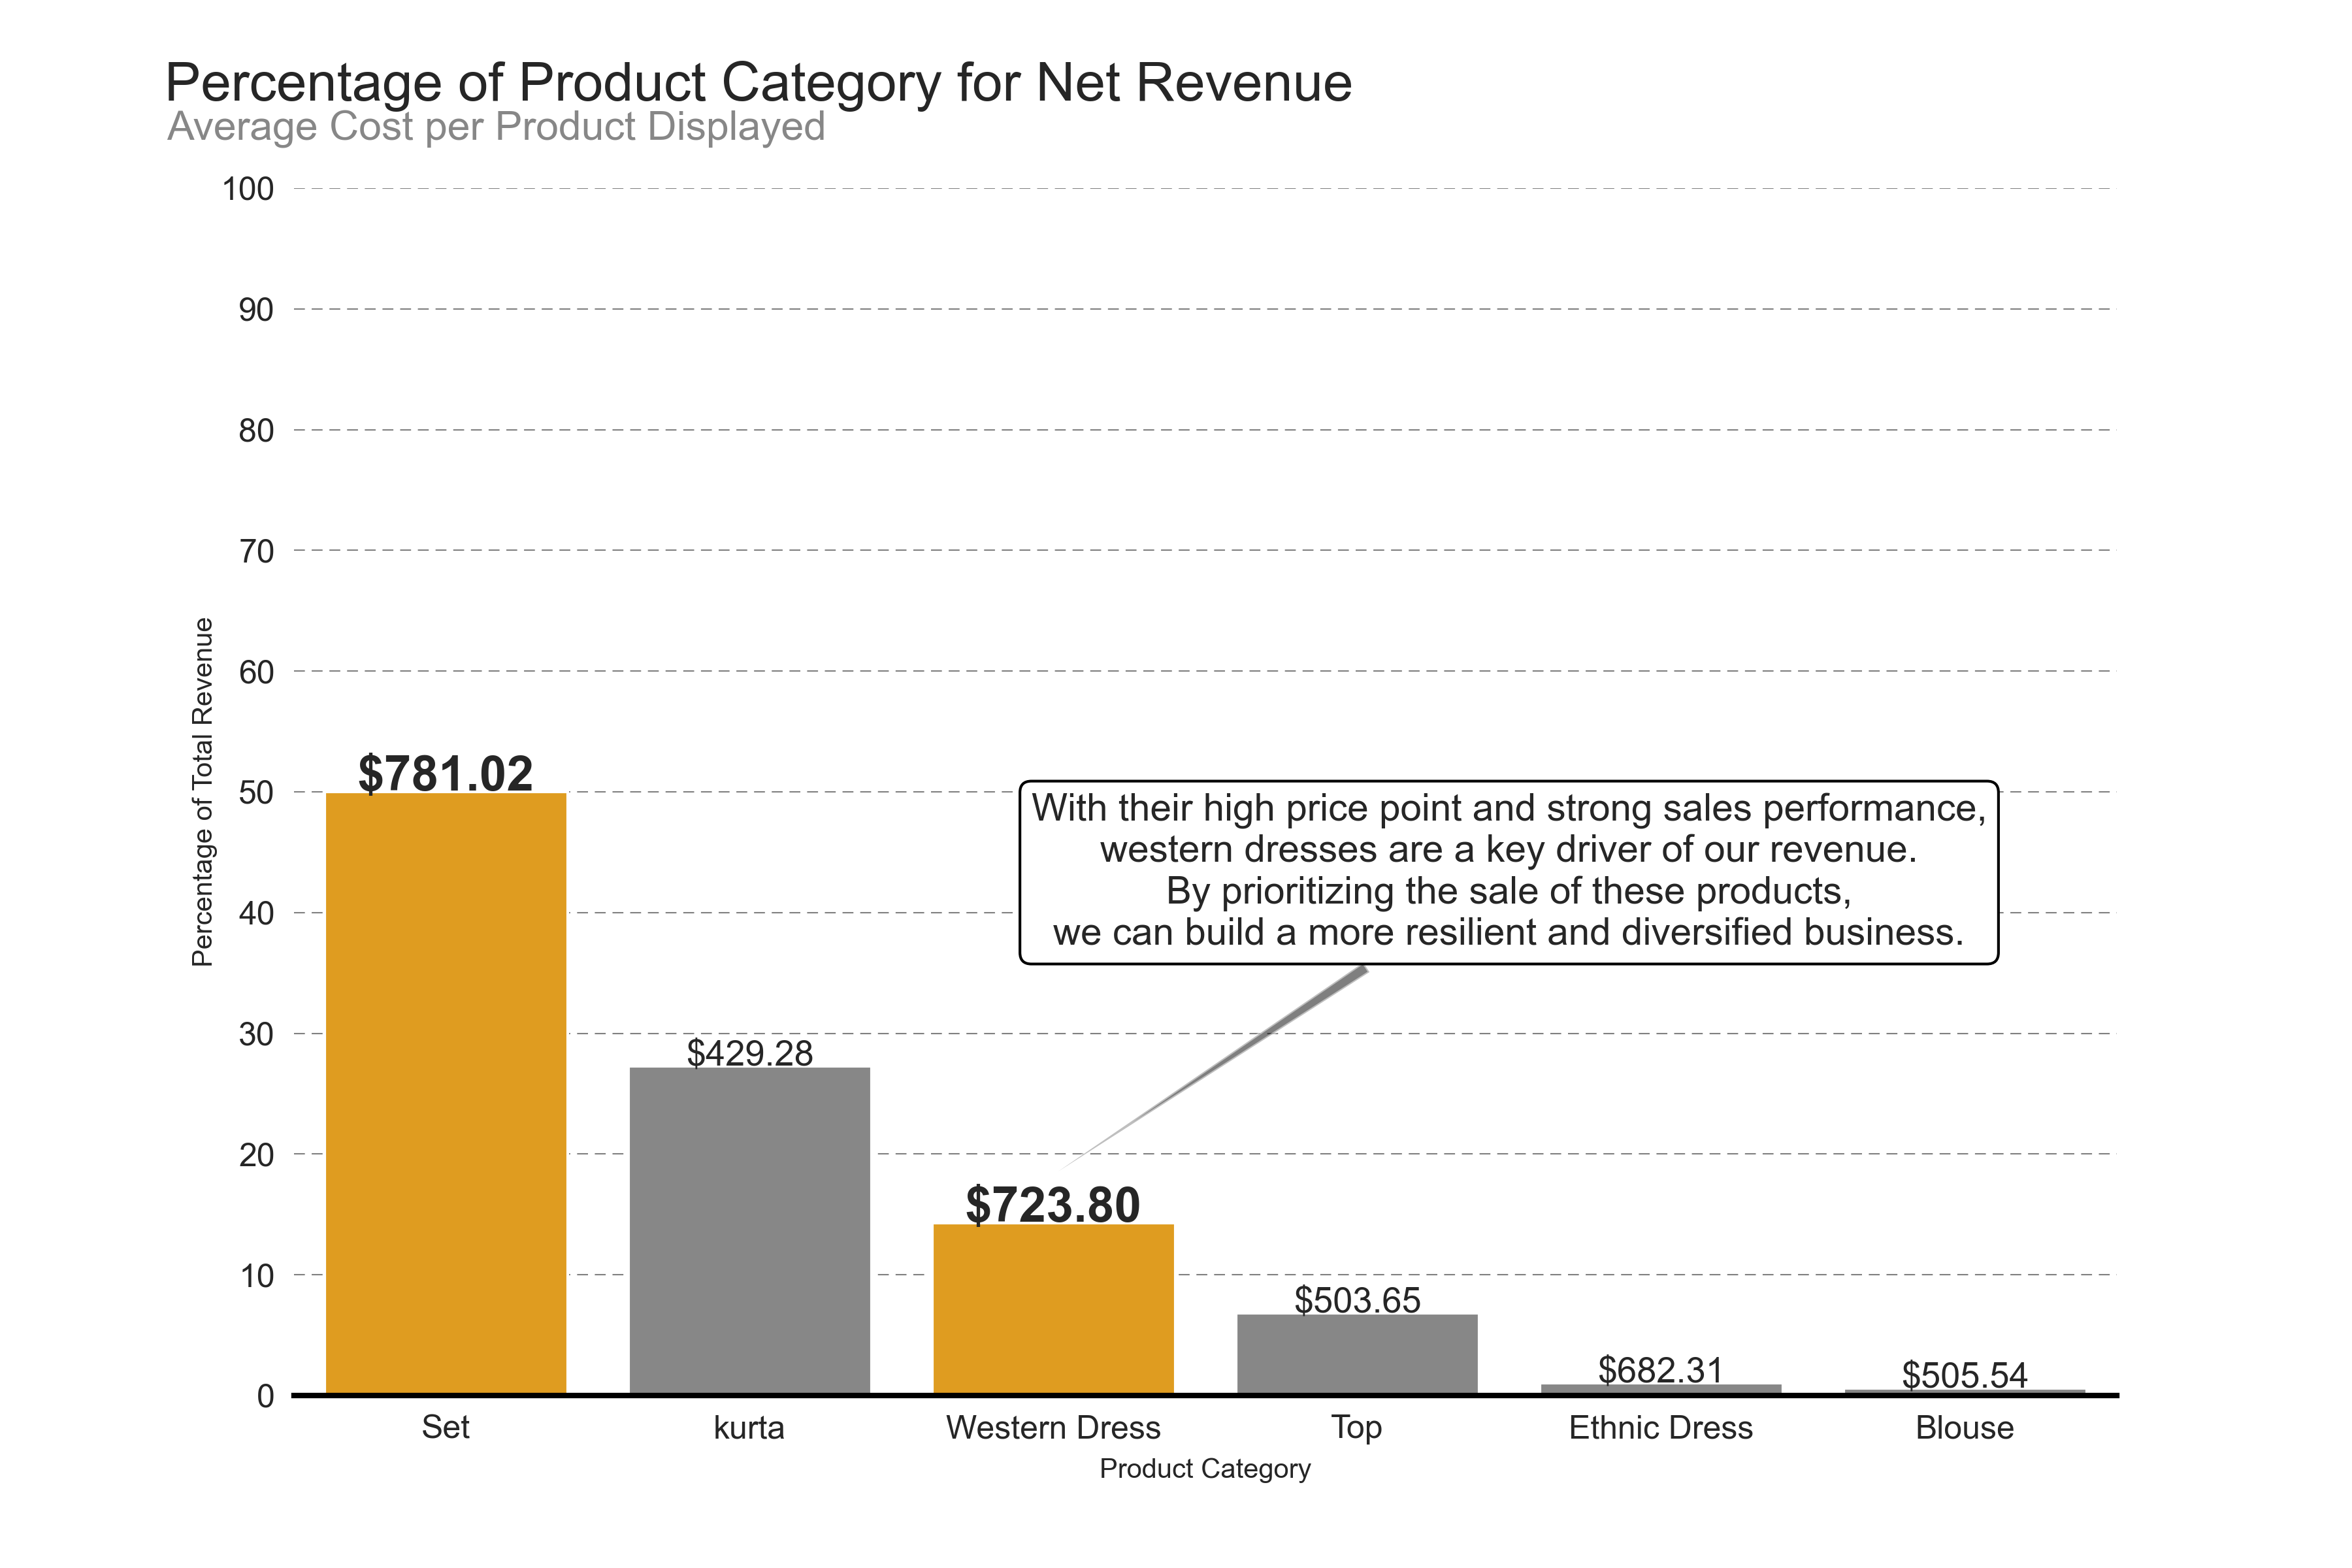 Percentage of Product Category for Net Revenue
Average Cost per Product Displayed
100
90
80
70
60
50
40
30
20
10
0
Percentage of Total Revenue
$781.02
$429.28
$723.80
$503.65
$682.31
$505.54
With their high price point and strong sales performance,
western dresses are a key driver of our revenue.
By prioritizing the sale of these products,
we can build a more resilient and diversified business.
Set
kurta
Western Dress
Top
Ethnic Dress
Blouse
Product Category